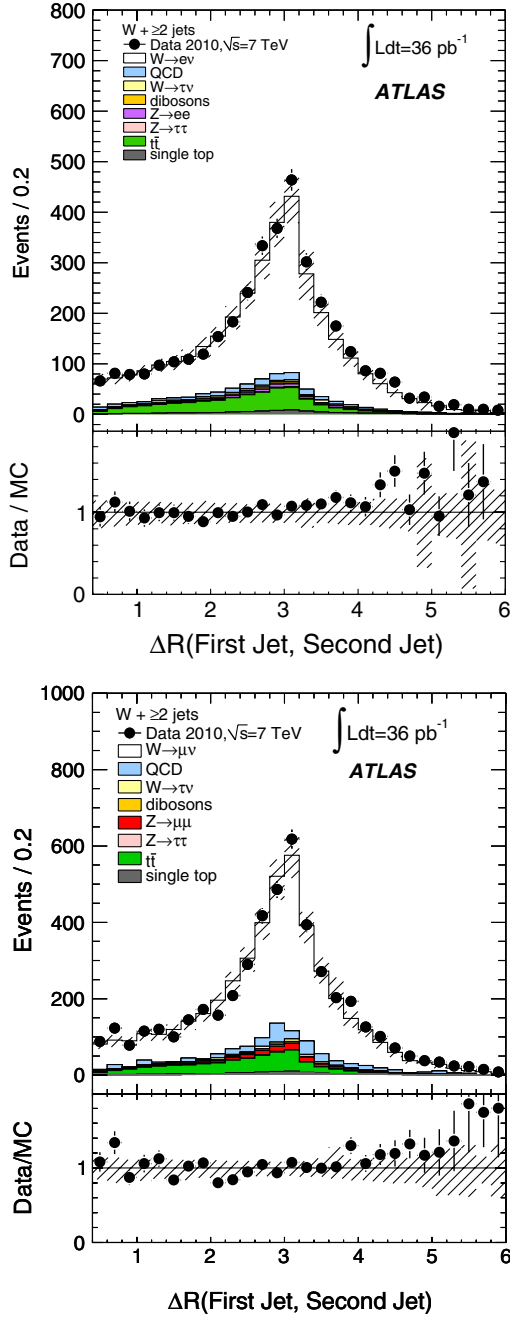 800
W + ≥2 jets
Data 2010,√s=7 TeV
W→eν
QCD
W→τν
dibosons
Z→ee
Z→ττ
tt̄
single top
∫Ldt=36 pb⁻¹
ATLAS
700
600
500
400
300
200
100
0
Events / 0.2
1
0
Data / MC
1 2 3 4 5 6
ΔR(First Jet, Second Jet)
1000
W + ≥2 jets
Data 2010,√s=7 TeV
W→μν
QCD
W→τν
dibosons
Z→μμ
Z→ττ
tt̄
single top
∫Ldt=36 pb⁻¹
ATLAS
800
600
400
200
0
Events / 0.2
1
0
Data/MC
1 2 3 4 5 6
ΔR(First Jet, Second Jet)